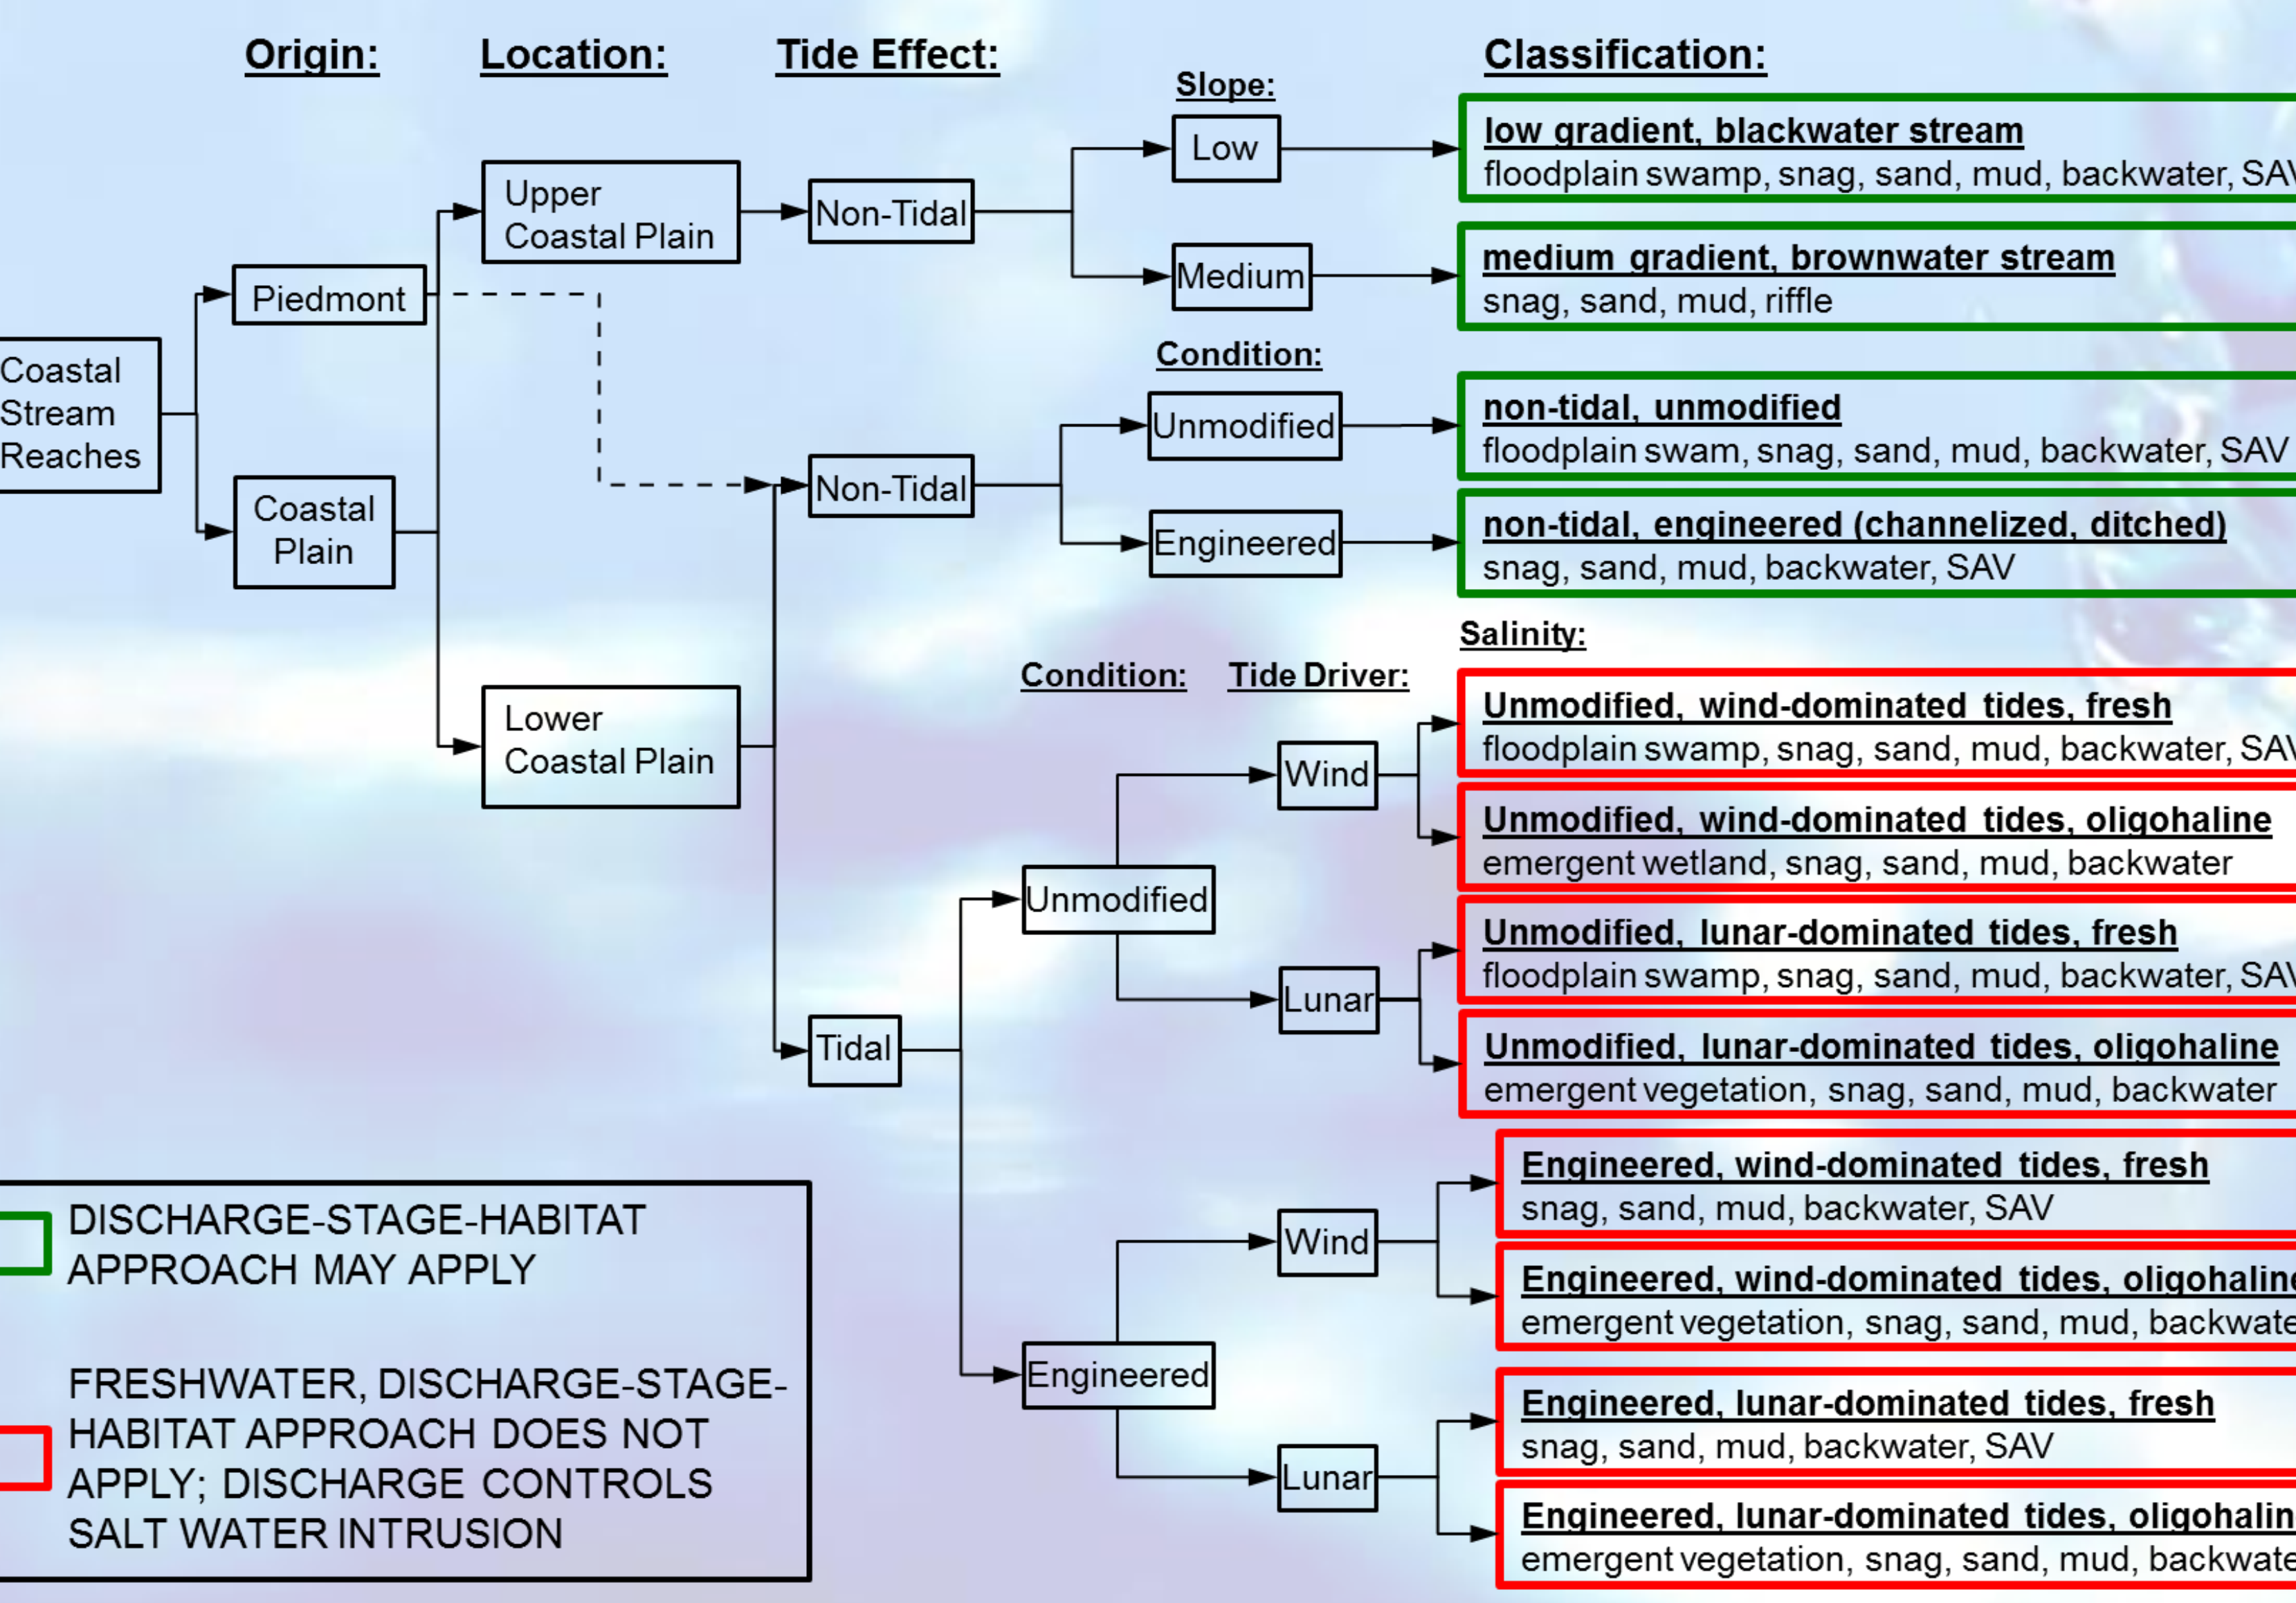 Origin:
Location:
Tide Effect:
Classification:
Slope:
Low
low gradient, blackwater stream
floodplain swamp, snag, sand, mud, backwater, SAV
Upper
Coastal Plain
Non-Tidal
Medium
medium gradient, brownwater stream
snag, sand, mud, riffle
Piedmont
Coastal
Stream
Reaches
Coastal
Plain
Condition:
Unmodified
non-tidal, unmodified
floodplain swam, snag, sand, mud, backwater, SAV
Non-Tidal
Engineered
non-tidal, engineered (channelized, ditched)
snag, sand, mud, backwater, SAV
Lower
Coastal Plain
Condition:
Tide Driver:
Salinity:
Wind
Unmodified, wind-dominated tides, fresh
floodplain swamp, snag, sand, mud, backwater, SAV
Unmodified, wind-dominated tides, oligohaline
emergent wetland, snag, sand, mud, backwater
Unmodified
Lunar
Unmodified, lunar-dominated tides, fresh
floodplain swamp, snag, sand, mud, backwater, SAV
Unmodified, lunar-dominated tides, oligohaline
emergent vegetation, snag, sand, mud, backwater
Tidal
Wind
Engineered, wind-dominated tides, fresh
snag, sand, mud, backwater, SAV
Engineered, wind-dominated tides, oligohaline
emergent vegetation, snag, sand, mud, backwate
Engineered
Lunar
Engineered, lunar-dominated tides, fresh
snag, sand, mud, backwater, SAV
Engineered, lunar-dominated tides, oligohalin
emergent vegetation, snag, sand, mud, backwate
DISCHARGE-STAGE-HABITAT
APPROACH MAY APPLY
FRESHWATER, DISCHARGE-STAGE-
HABITAT APPROACH DOES NOT
APPLY; DISCHARGE CONTROLS
SALT WATER INTRUSION